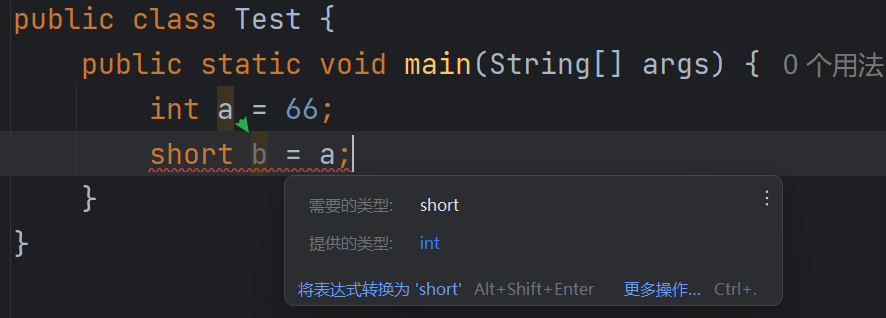 public class Test {
public static void main(String[] args) { 0 个用法
int a = 66;
short b = a;
}
}
需要的类型: short
提供的类型: int
将表达式转换为 'short' Alt+Shift+Enter 更多操作... Ctrl+.